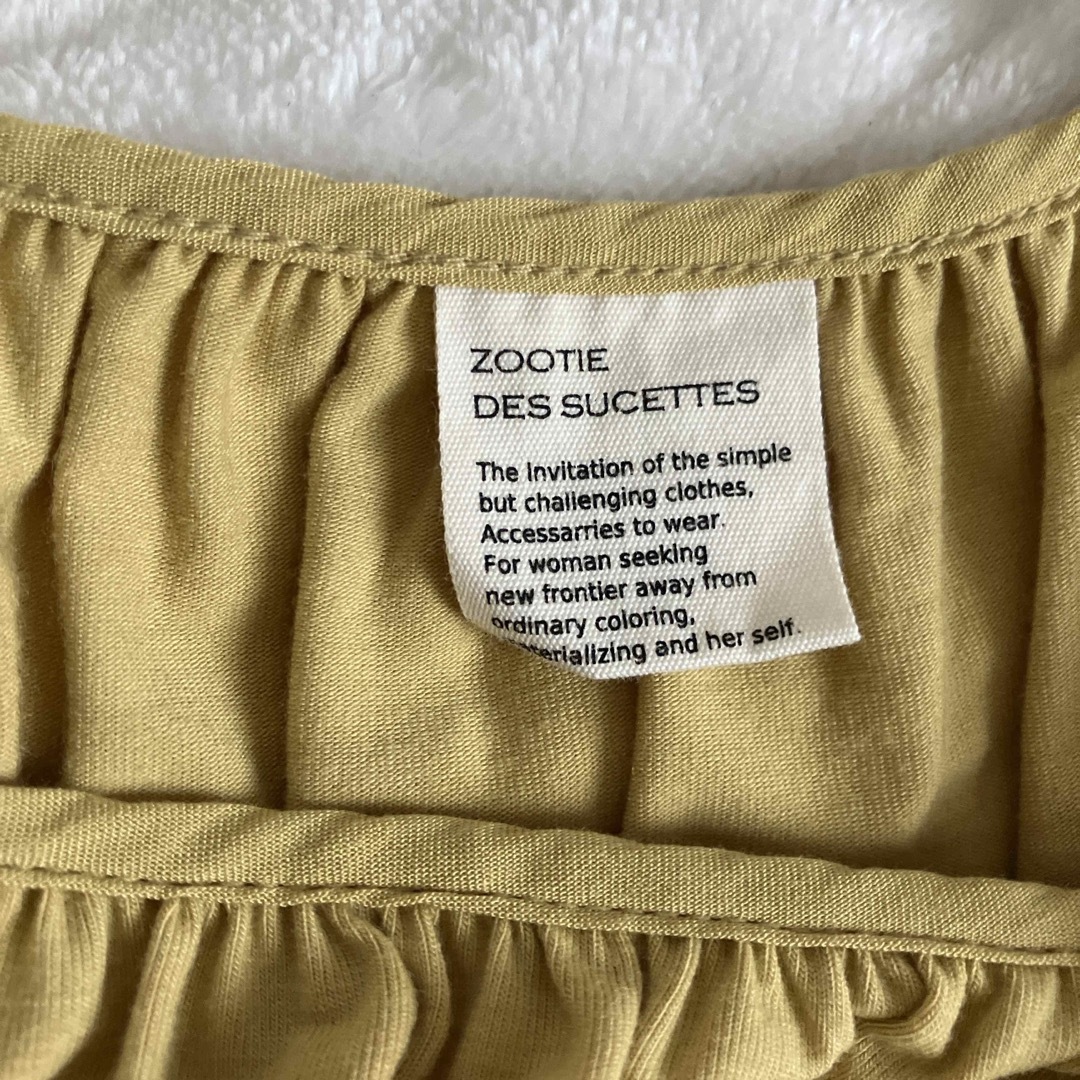 ZOOTIE
DES SUCETTES
The Invitation of the simple
but challenging clothes,
Accessarries to wear.
For woman seeking
new frontier away from
ordinary coloring,
and her self.